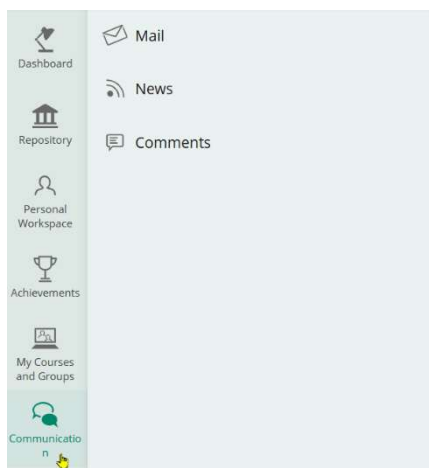 Dashboard
Repository
Personal
Workspace
Achievements
My Courses
and Groups
Communicatio
n
Mail
News
Comments